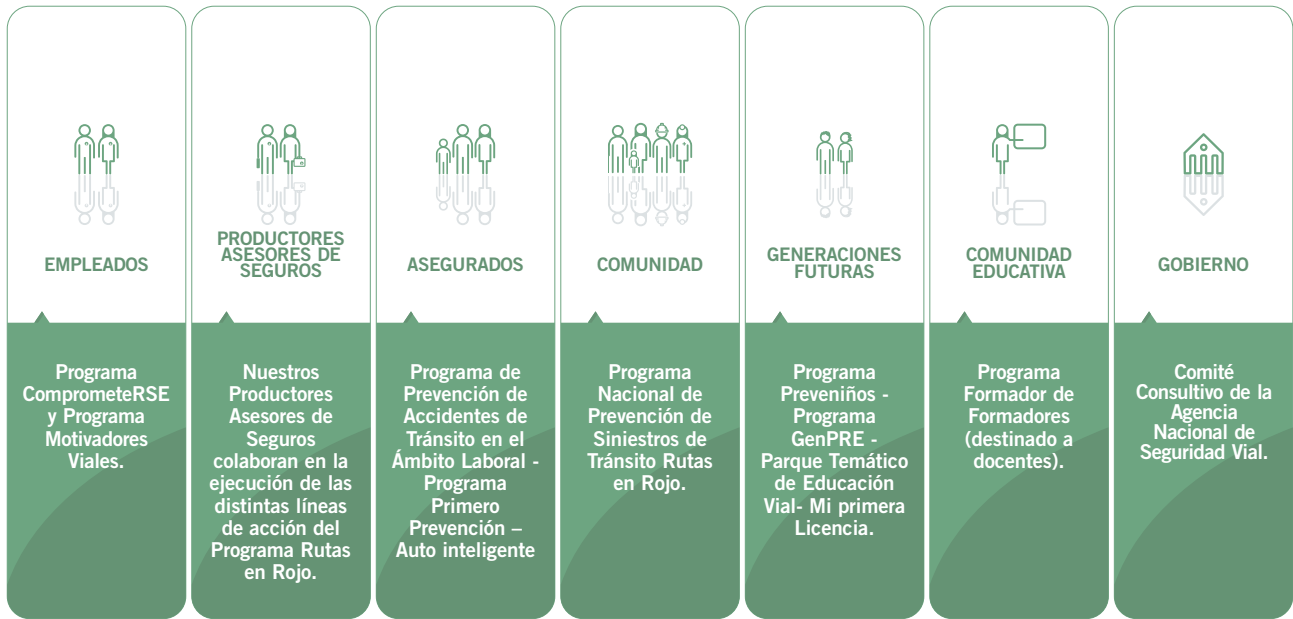 EMPLEADOS
Programa
ComprometeRSE
y Programa
Motivadores
Viales.
PRODUCTORES
ASESORES DE
SEGUROS
Nuestros
Productores
Asesores de
Seguros
colaboran en la
ejecución de las
distintas líneas
de acción del
Programa Rutas
en Rojo.
ASEGURADOS
Programa de
Prevención de
Accidentes de
Tránsito en el
Ámbito Laboral -
Programa
Primero
Prevención –
Auto inteligente
COMUNIDAD
Programa
Nacional de
Prevención de
Siniestros de
Tránsito Rutas
en Rojo.
GENERACIONES
FUTURAS
Programa
Preveniños -
Programa
GenPRE -
Parque Temático
de Educación
Vial- Mi primera
Licencia.
COMUNIDAD
EDUCATIVA
Programa
Formador de
Formadores
(destinado a
docentes).
GOBIERNO
Comité
Consultivo de la
Agencia
Nacional de
Seguridad Vial.